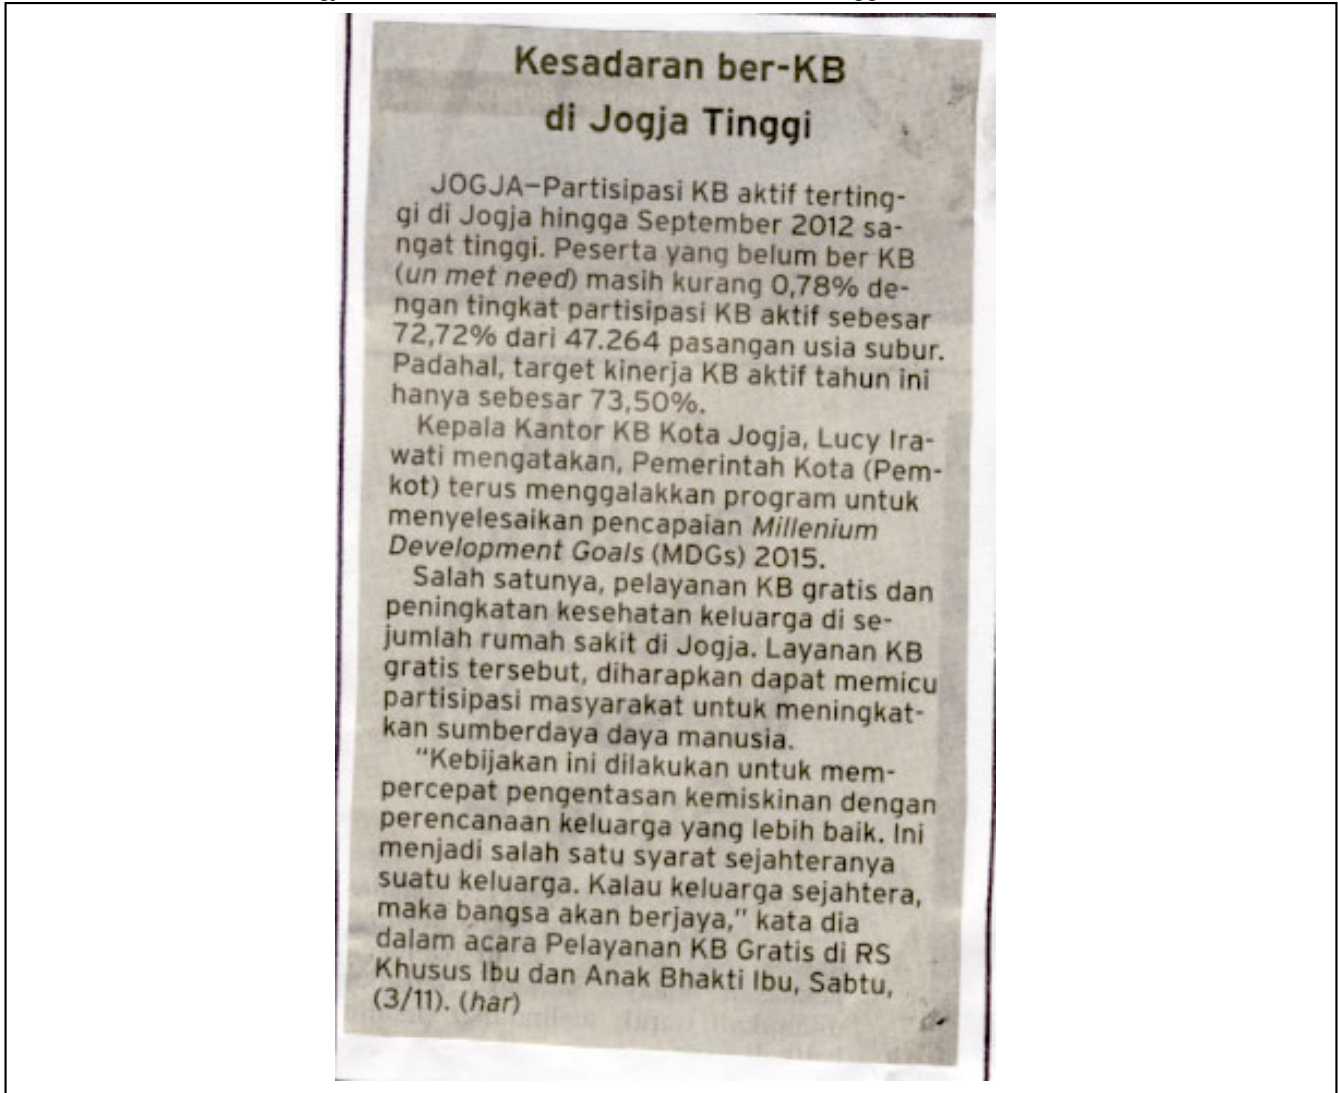 Kesadaran ber-KB
di Jogja Tinggi
JOGJA–Partisipasi KB aktif terting-
gi di Jogja hingga September 2012 sa-
ngat tinggi. Peserta yang belum ber KB
(un met need) masih kurang 0,78% de-
ngan tingkat partisipasi KB aktif sebesar
72,72% dari 47.264 pasangan usia subur.
Padahal, target kinerja KB aktif tahun ini
hanya sebesar 73,50%.
Kepala Kantor KB Kota Jogja, Lucy Ira-
wati mengatakan, Pemerintah Kota (Pem-
kot) terus menggalakkan program untuk
menyelesaikan pencapaian Millenium
Development Goals (MDGs) 2015.
Salah satunya, pelayanan KB gratis dan
peningkatan kesehatan keluarga di se-
jumlah rumah sakit di Jogja. Layanan KB
gratis tersebut, diharapkan dapat memicu
partisipasi masyarakat untuk meningkat-
kan sumberdaya daya manusia.
"Kebijakan ini dilakukan untuk mem-
percepat pengentasan kemiskinan dengan
perencanaan keluarga yang lebih baik. Ini
menjadi salah satu syarat sejahteranya
suatu keluarga. Kalau keluarga sejahtera,
maka bangsa akan berjaya," kata dia
dalam acara Pelayanan KB Gratis di RS
Khusus Ibu dan Anak Bhakti Ibu, Sabtu,
(3/11). (har)